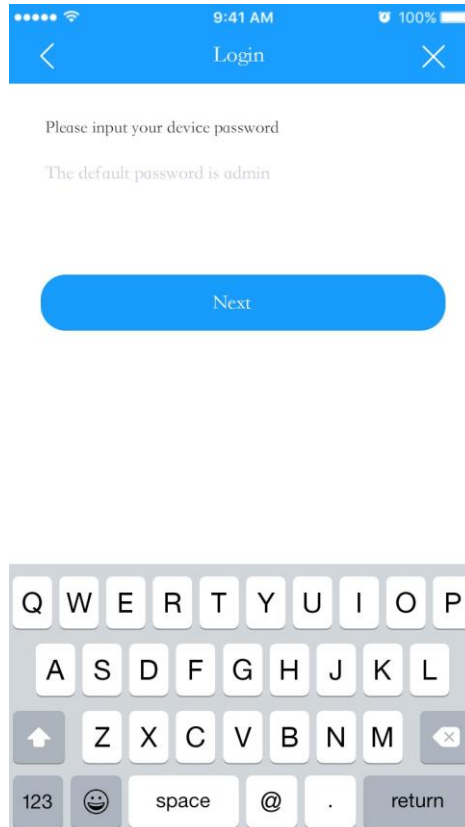 9:41 AM
100%
Login
Please input your device password
The default password is admin
Next
Q W E R T Y U I O P
A S D F G H J K L
Z X C V B N M
123 space @ . return